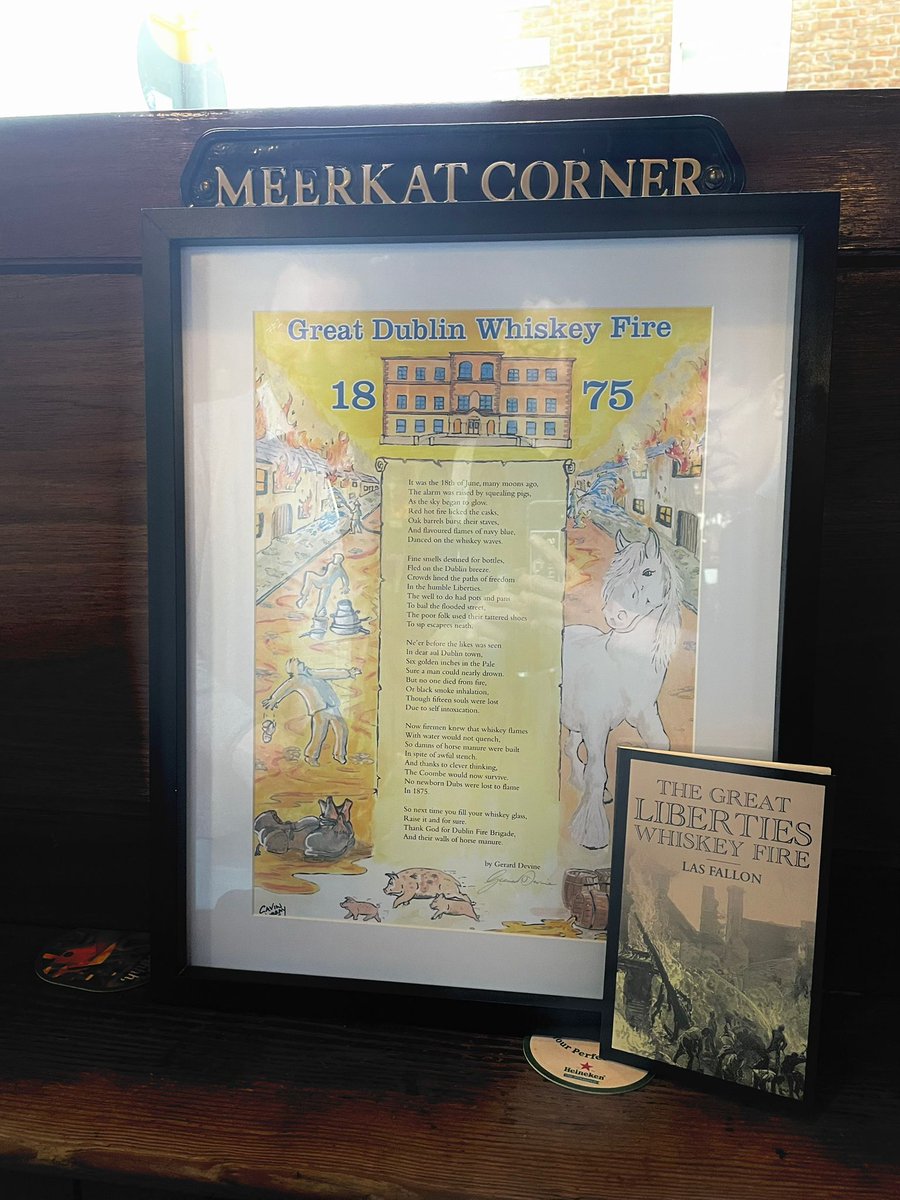 MEERKAT CORNER
Great Dublin Whiskey Fire
18 75
It was the 18th of June, many moons ago,
The alarm was raised by squealing pigs,
As the sky began to glow.
Red hot fire licked the casks,
Oak barrels burst their staves,
And flavoured flames of navy blue,
Danced on the whiskey waves.
Fine smells destined for bottles,
Fled on the Dublin breeze.
Crowds lined the paths of freedom
In the humble Liberties.
The well to do had pots and pans
To bail the flooded street,
The poor folk used their tattered shoes
To sip escapees neath.
Ne'er before the likes was seen
In dear aul Dublin town,
Six golden inches in the Pale
Sure a man could nearly drown.
But no one died from fire,
Or black smoke inhalation,
Though fifteen souls were lost
Due to self intoxication.
Now firemen knew that whiskey flames
With water would not quench,
So damns of horse manure were built
In spite of awful stench.
And thanks to clever thinking,
The Coombe would now survive.
No newborn Dubs were lost to flame
In 1875.
So next time you fill your whiskey glass,
Raise it and for sure.
Thank God for Dublin Fire Brigade,
And their walls of horse manure
by Gerard Devine
Gerard Devine
THE GREAT
LIBERTIES
WHISKEY FIRE
LAS FALLON
Your Perfe
Heineken